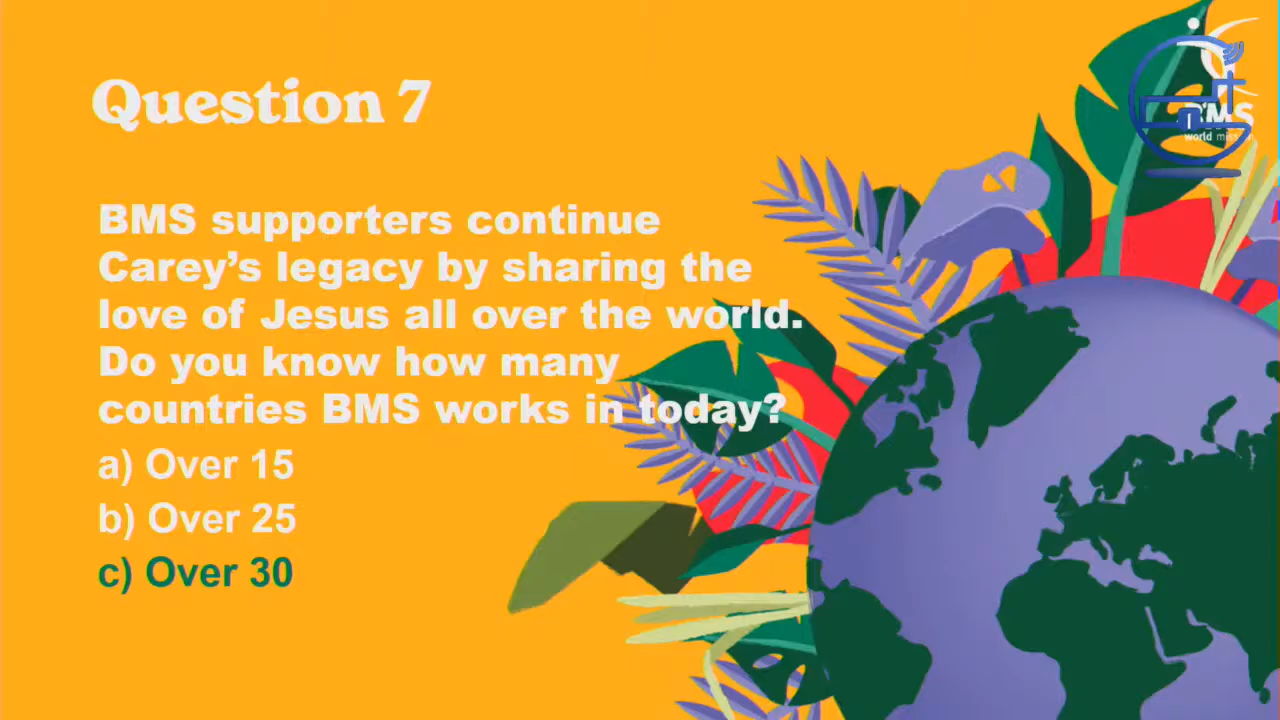 Question 7
BMS supporters continue
Carey's legacy by sharing the
love of Jesus all over the world.
Do you know how many
countries BMS works in today?
a) Over 15
b) Over 25
c) Over 30
BMS
world